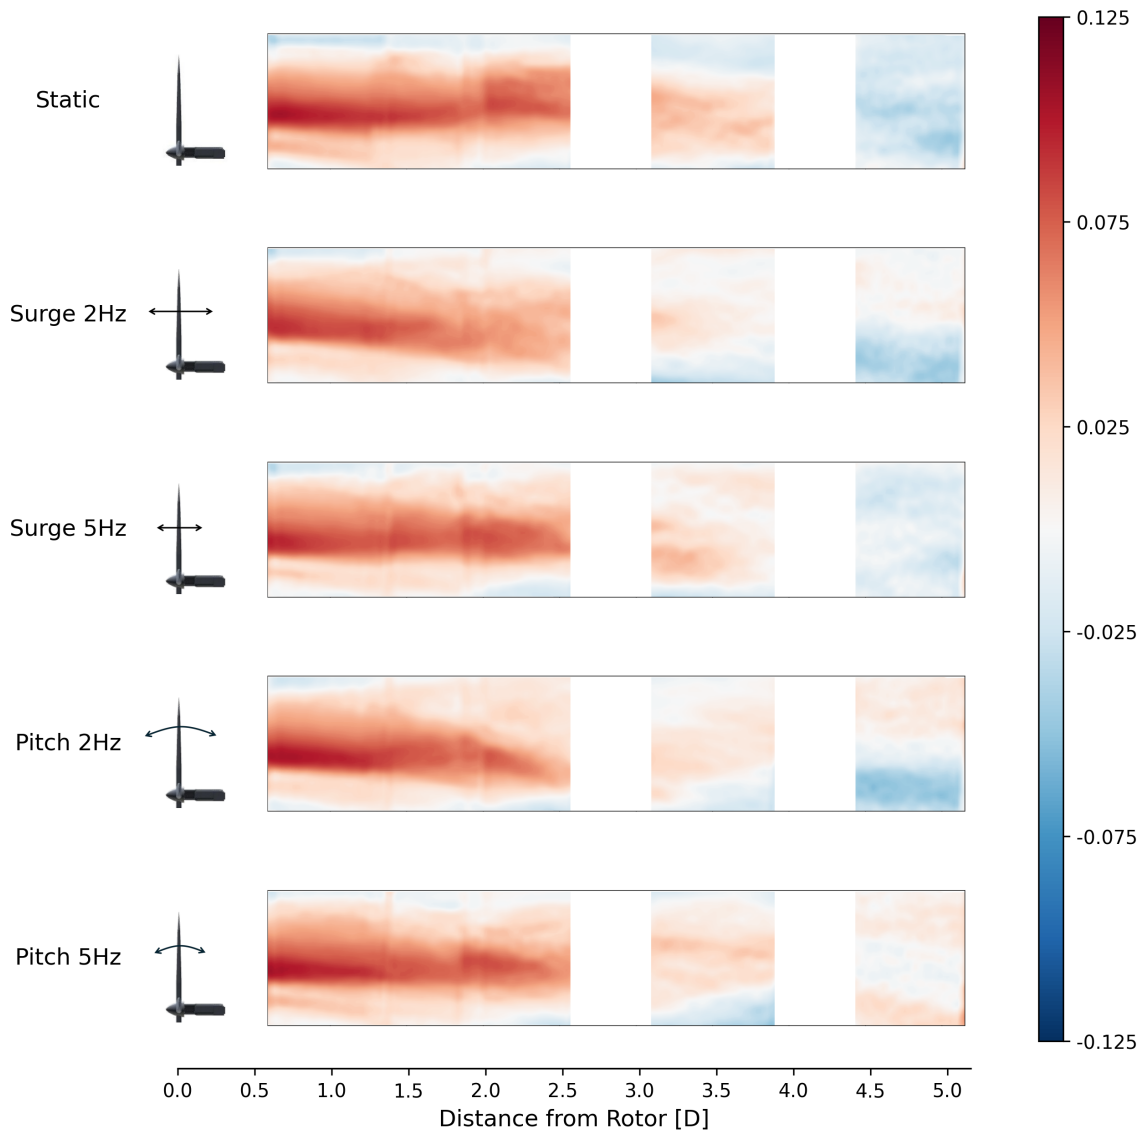 0.125
Static
0.075
Surge 2Hz
0.025
Surge 5Hz
-0.025
Pitch 2Hz
-0.075
Pitch 5Hz
-0.125
0.0 0.5 1.0 1.5 2.0 2.5 3.0 3.5 4.0 4.5 5.0
Distance from Rotor [D]